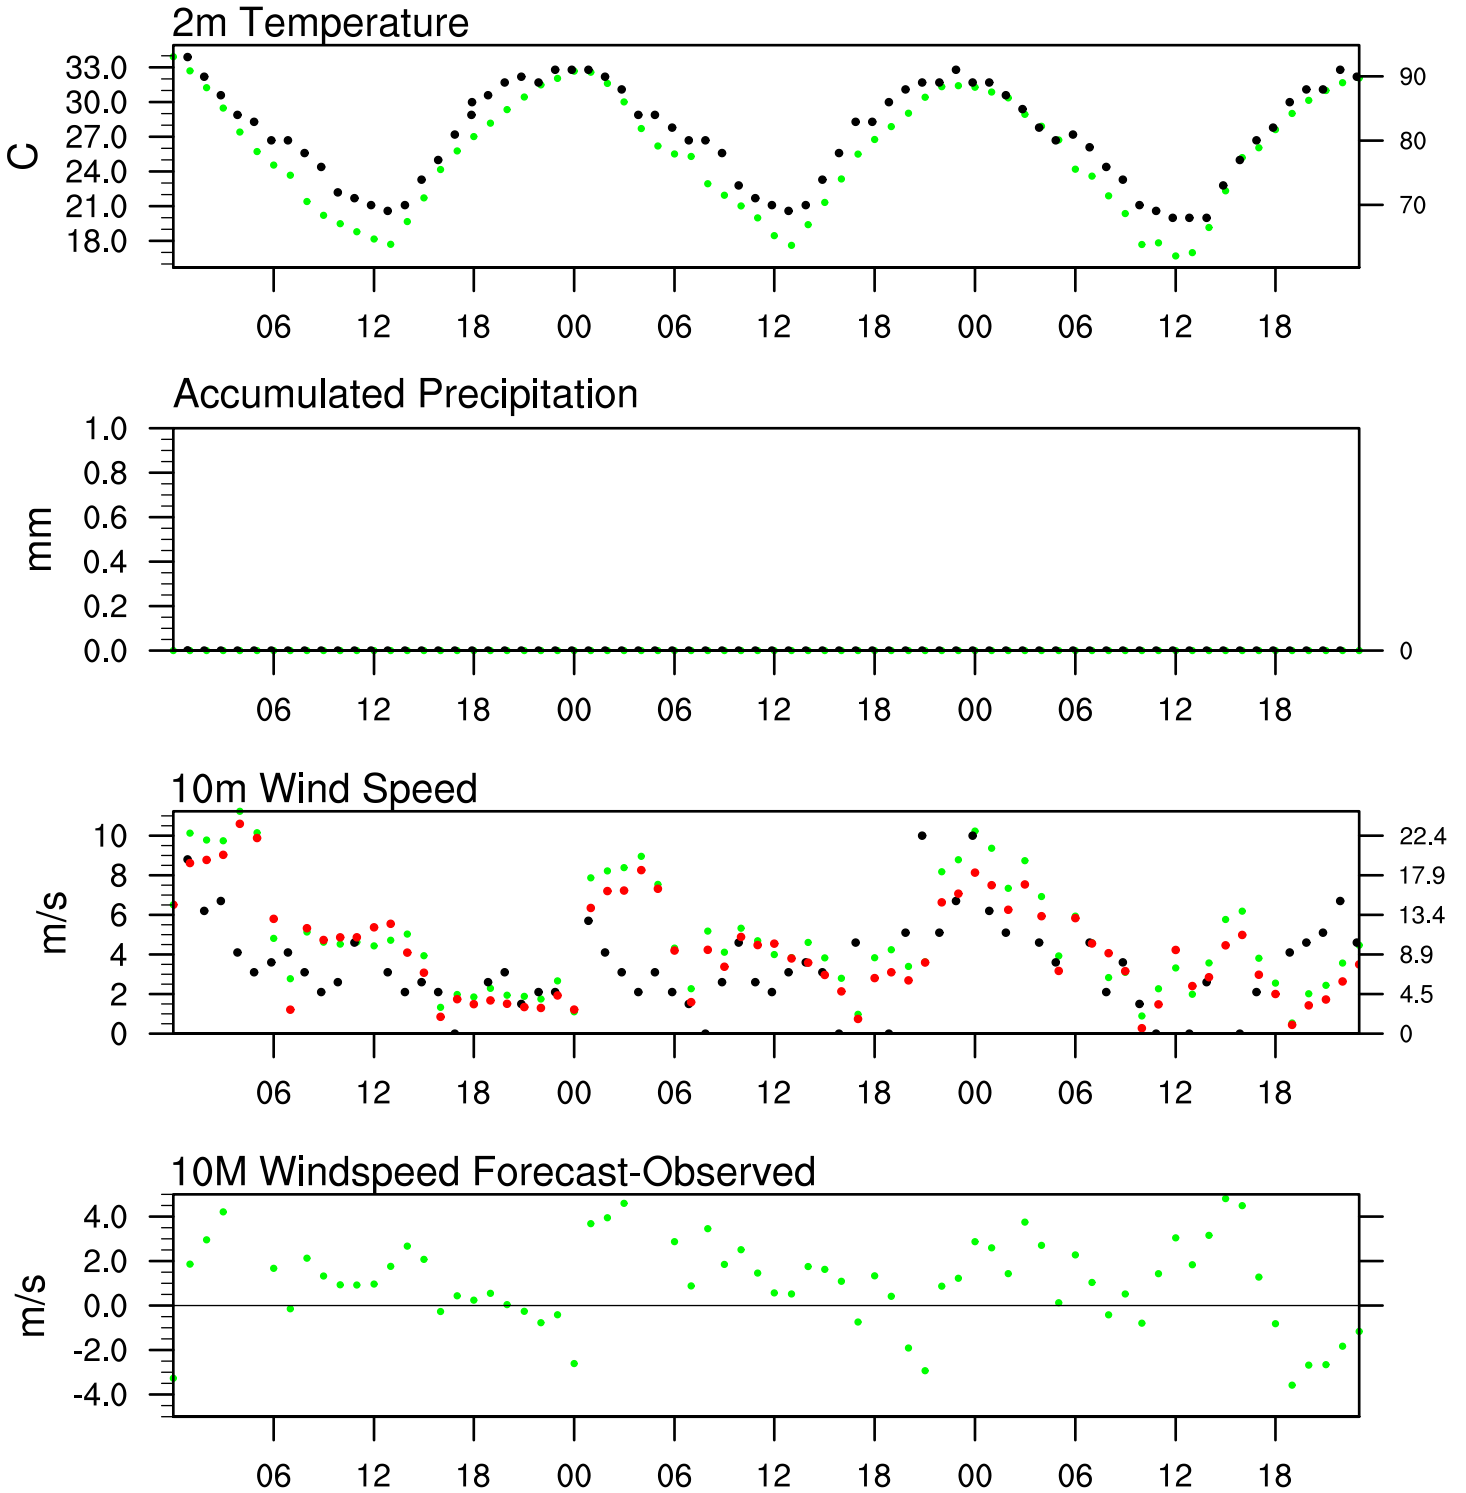 2m Temperature
33.0
30.0
27.0
24.0
21.0
18.0
C
90
80
70
06 12 18 00 06 12 18 00 06 12 18
Accumulated Precipitation
1.0
0.8
0.6
0.4
0.2
0.0
mm
0
06 12 18 00 06 12 18 00 06 12 18
10m Wind Speed
10
8
6
4
2
0
m/s
22.4
17.9
13.4
8.9
4.5
0
06 12 18 00 06 12 18 00 06 12 18
10M Windspeed Forecast-Observed
4.0
2.0
0.0
-2.0
-4.0
m/s
06 12 18 00 06 12 18 00 06 12 18